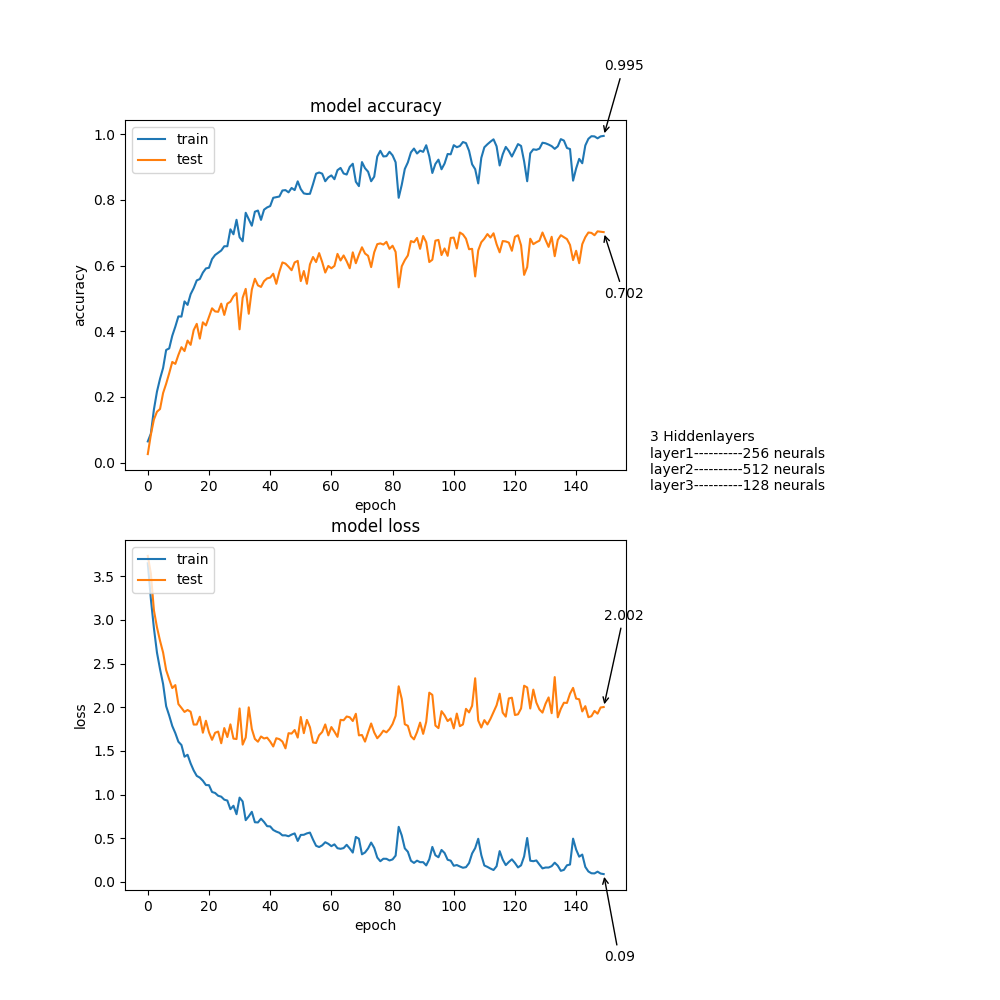 0.995
model accuracy
train
test
1.0
0.8
0.6
0.4
0.2
0.0
accuracy
0.702
0 20 40 60 80 100 120 140
epoch
3 Hiddenlayers
layer1----------256 neurals
layer2----------512 neurals
layer3----------128 neurals
model loss
train
test
3.5
3.0
2.5
2.0
1.5
1.0
0.5
0.0
loss
2.002
0 20 40 60 80 100 120 140
epoch
0.09